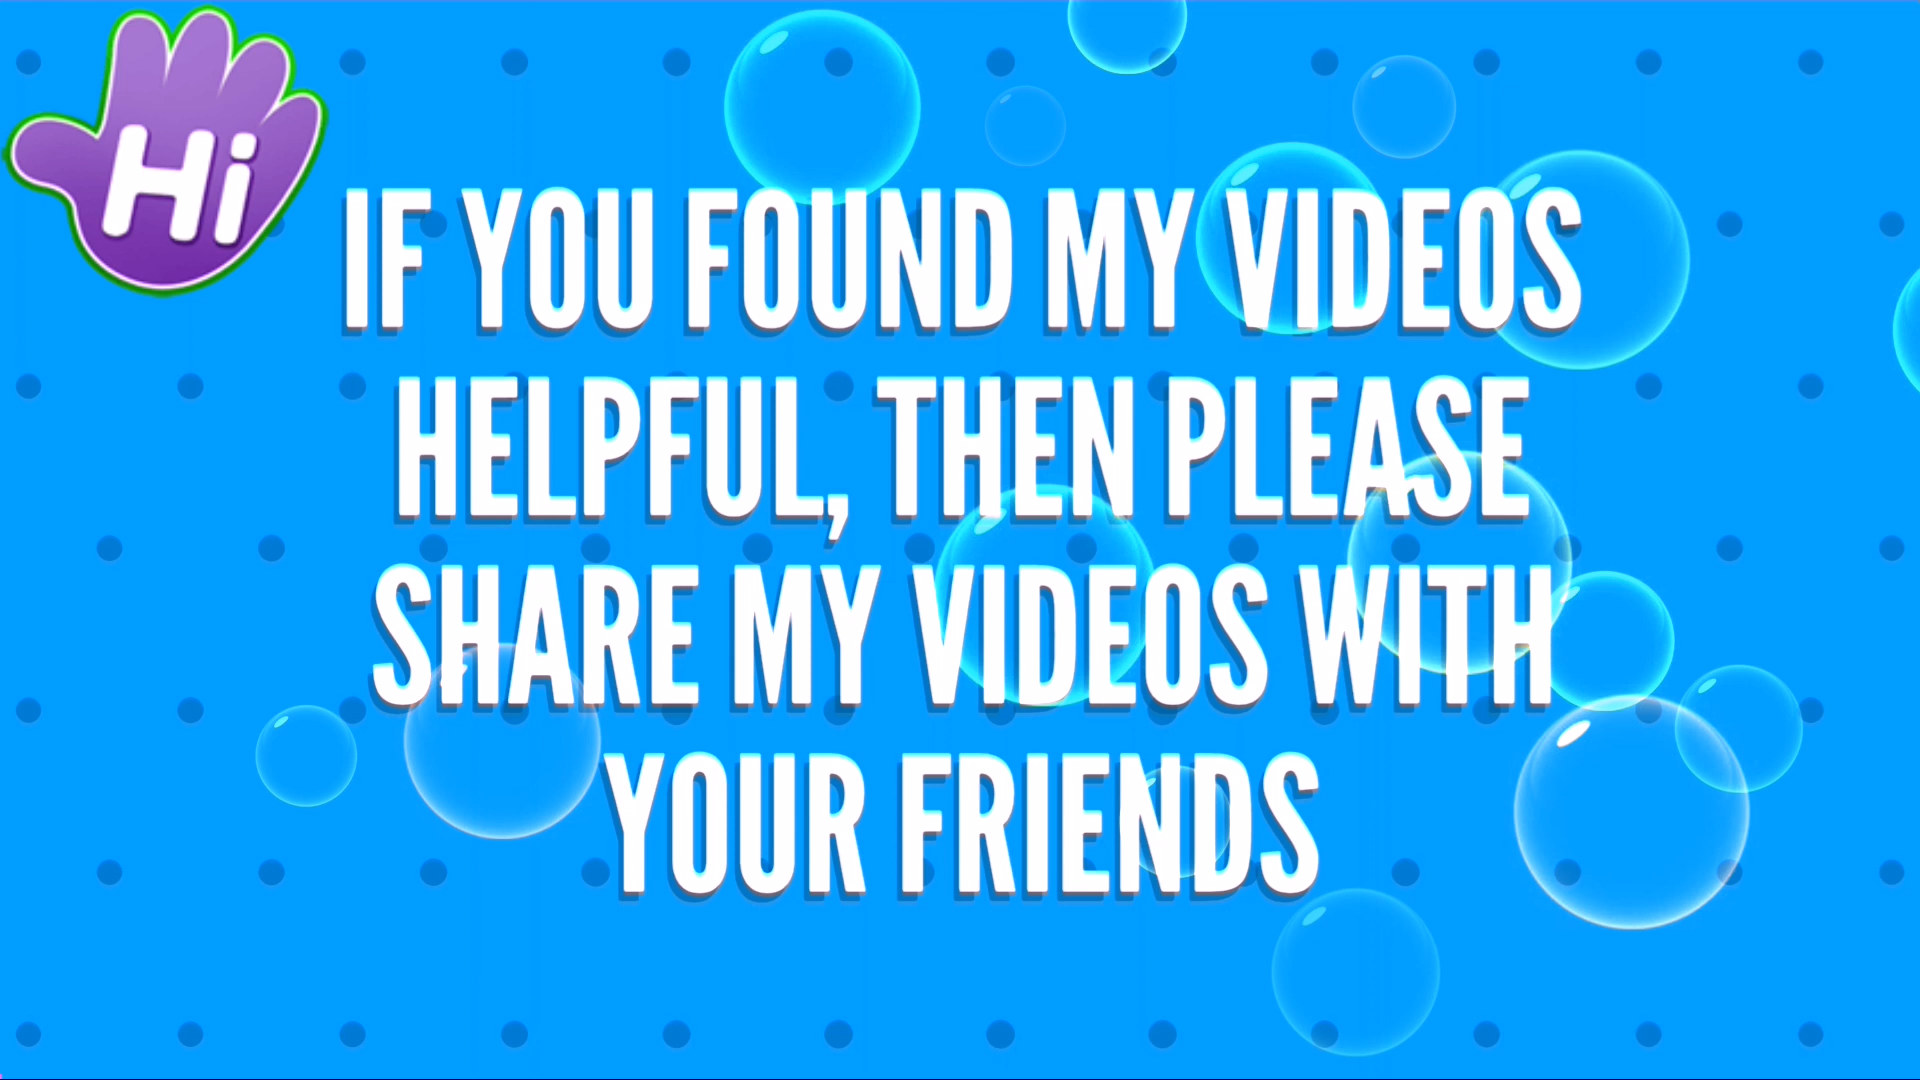 Hi
IF YOU FOUND MY VIDEOS
HELPFUL, THEN PLEASE
SHARE MY VIDEOS WITH
YOUR FRIENDS